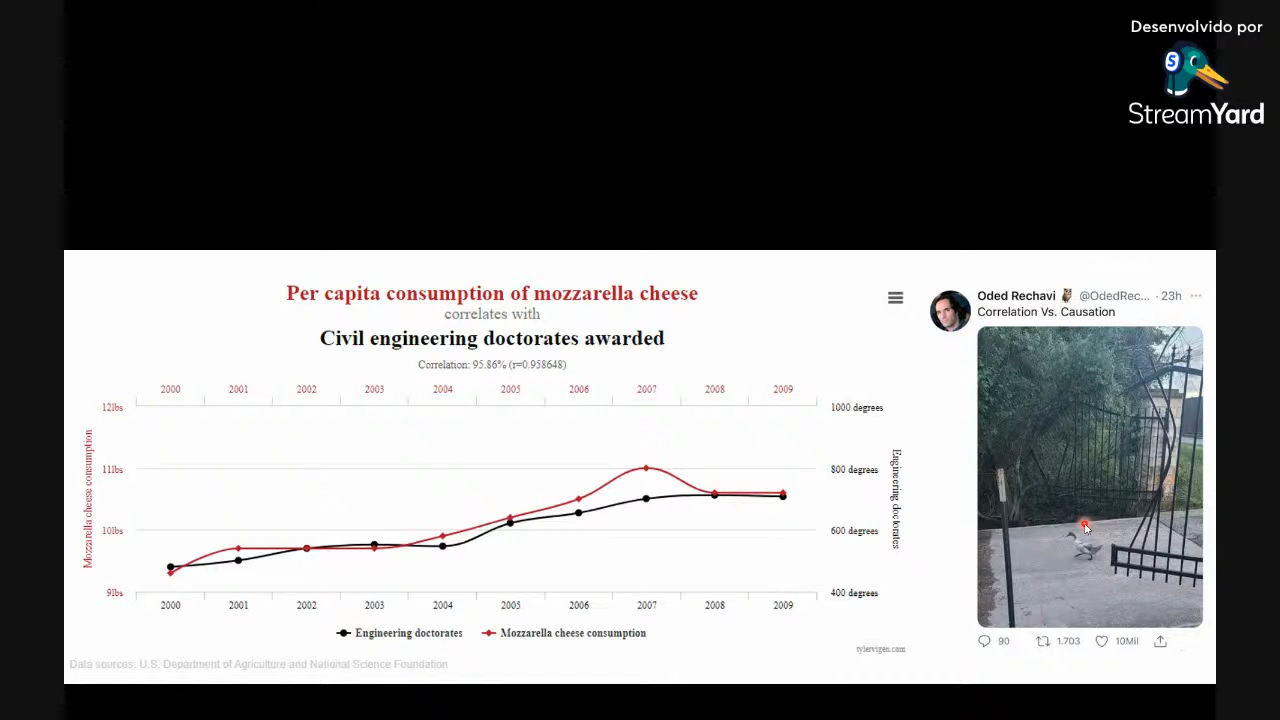 Desenvolvido por
S
StreamYard
Per capita consumption of mozzarella cheese
correlates with
Civil engineering doctorates awarded
Correlation: 95.86% (r=0.958648)
2000 2001 2002 2003 2004 2005 2006 2007 2008 2009
12lbs 1000 degrees
11lbs 800 degrees
10lbs 600 degrees
9lbs 400 degrees
Mozzarella cheese consumption
Engineering doctorates
2000 2001 2002 2003 2004 2005 2006 2007 2008 2009
Engineering doctorates Mozzarella cheese consumption
tylervigen.com
Data sources: U.S. Department of Agriculture and National Science Foundation
Oded Rechavi @OdedRec... · 23h ...
Correlation Vs. Causation
90 1.703 10Mil